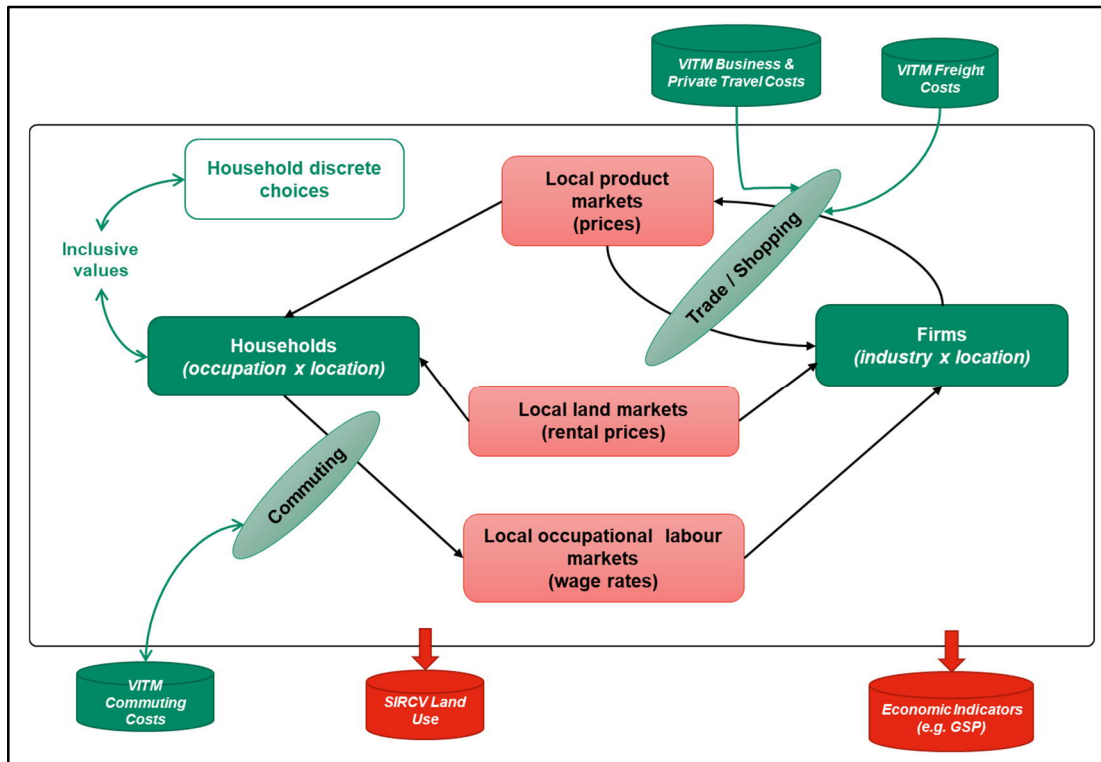 VITM Business &
Private Travel Costs
VITM Freight
Costs
Household discrete
choices
Local product
markets
(prices)
Inclusive
values
Trade / Shopping
Households
(occupation x location)
Firms
(industry x location)
Local land markets
(rental prices)
Commuting
Local occupational labour
markets
(wage rates)
VITM
Commuting
Costs
SIRCV Land
Use
Economic Indicators
(e.g. GSP)